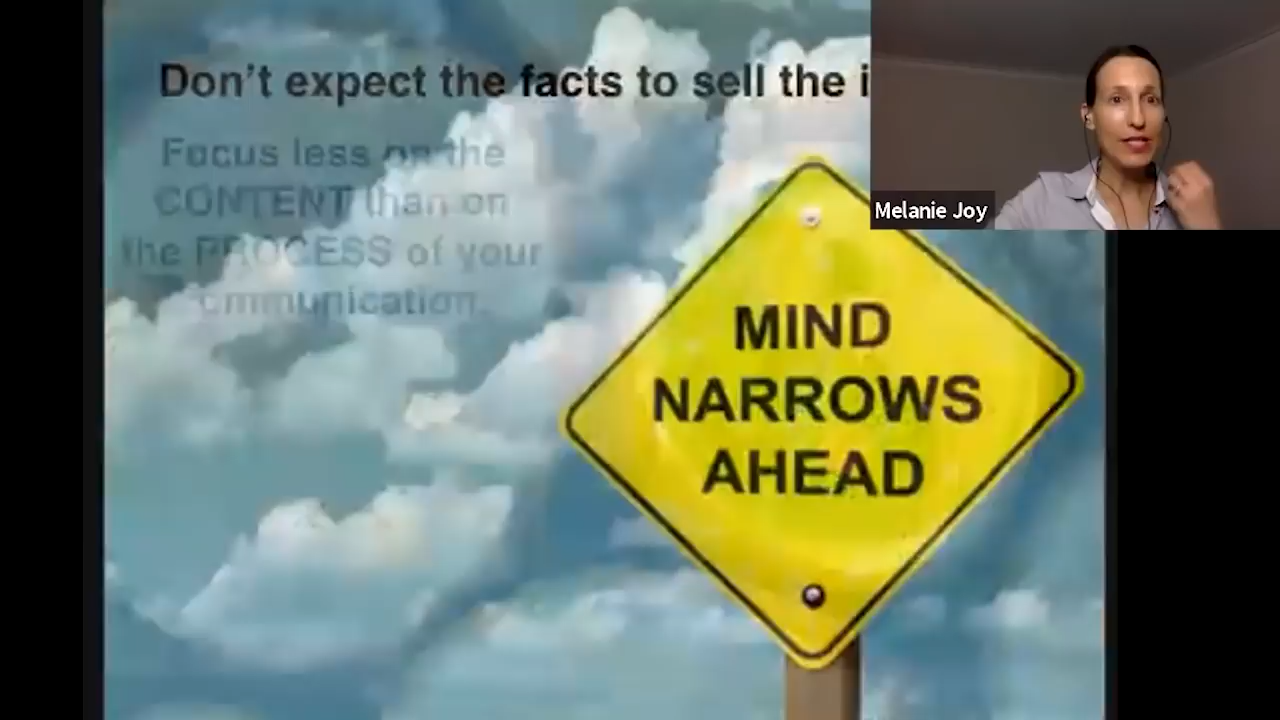 Don't expect the facts to sell the i
Focus less on the
CONTENT than on
the PROCESS of your
ommunication.
MIND
NARROWS
AHEAD
Melanie Joy